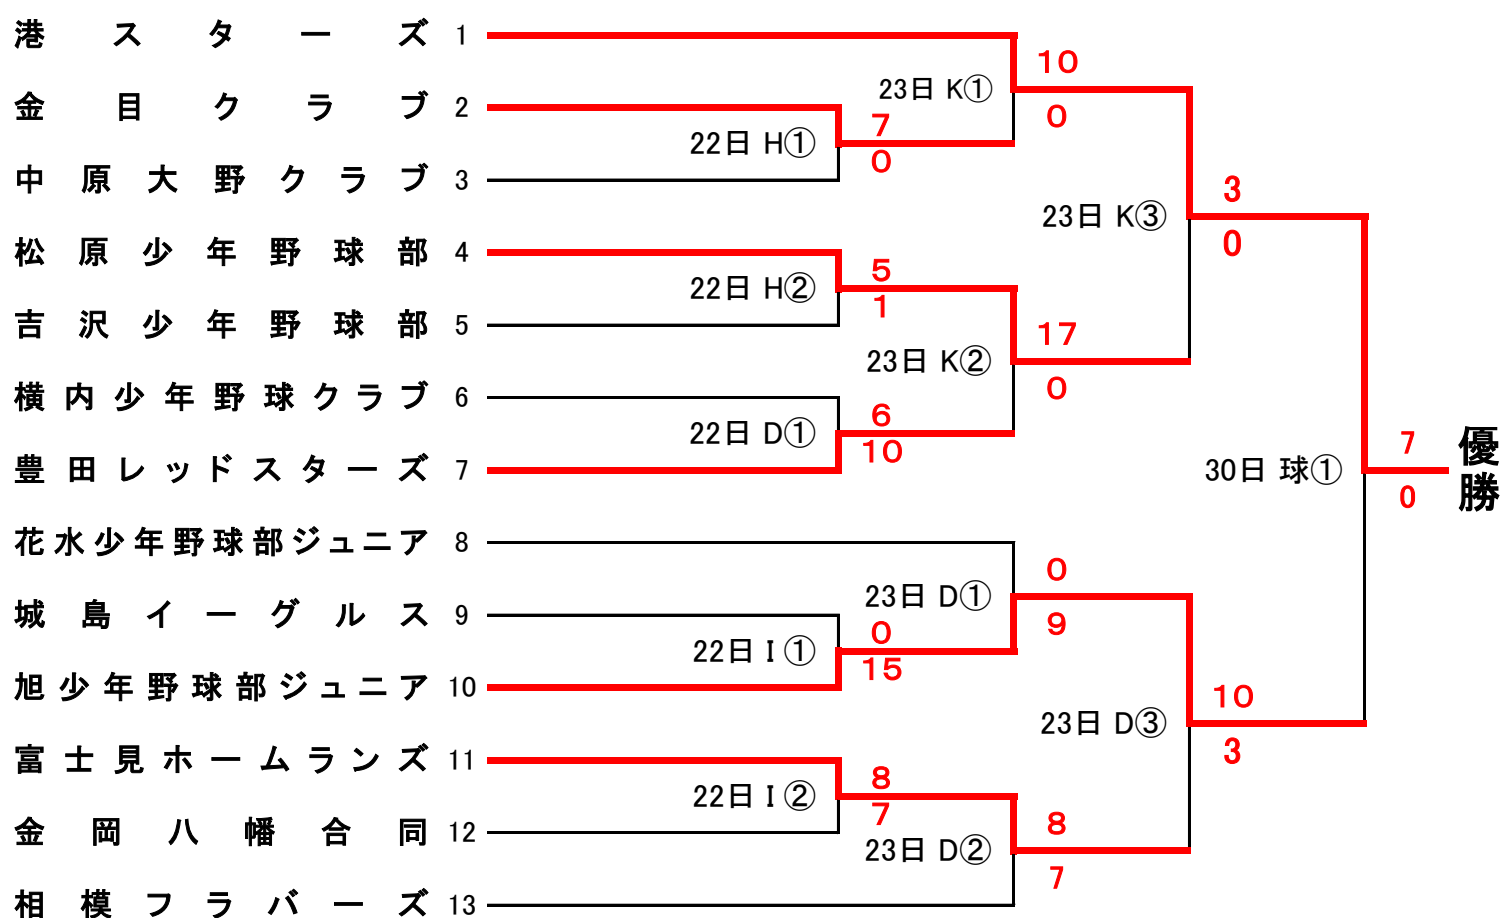 港スターズ 1
10
23日 K①
金目クラブ 2
7
0
22日 H①
0
中原大野クラブ 3
3
23日 K③
松原少年野球部 4
0
5
22日 H②
1
吉沢少年野球部 5
17
23日 K②
0
横内少年野球クラブ 6
6
22日 D①
10
7
優勝
豊田レッドスターズ 7
30日 球①
0
花水少年野球部ジュニア 8
0
23日 D①
城島イーグルス 9
9
0
22日 I①
15
旭少年野球部ジュニア 10
10
23日 D③
3
富士見ホームランズ 11
8
22日 I②
7
8
金岡八幡合同 12
23日 D②
7
相模フラバーズ 13